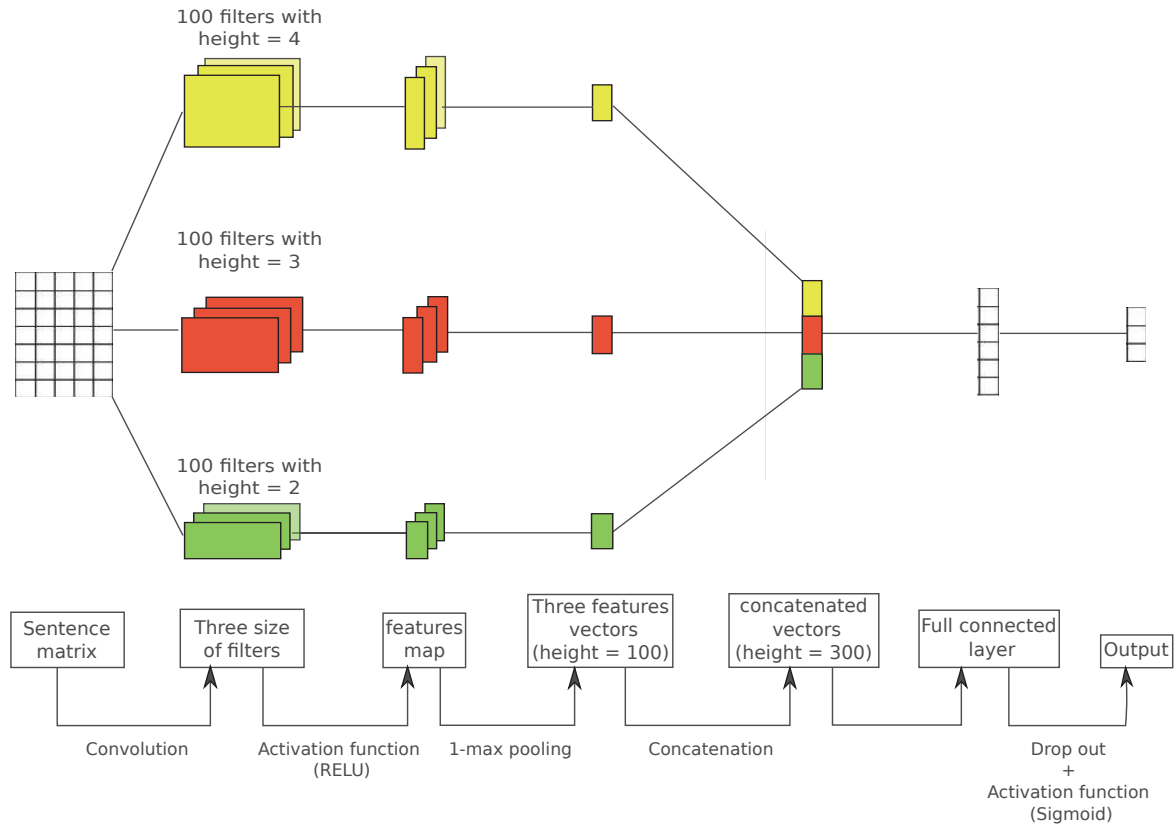 100 filters with
height = 4
100 filters with
height = 3
100 filters with
height = 2
Sentence
matrix
Three size
of filters
features
map
Three features
vectors
(height = 100)
concatenated
vectors
(height = 300)
Full connected
layer
Output
Convolution
Activation function
(RELU)
1-max pooling
Concatenation
Drop out
+
Activation function
(Sigmoid)